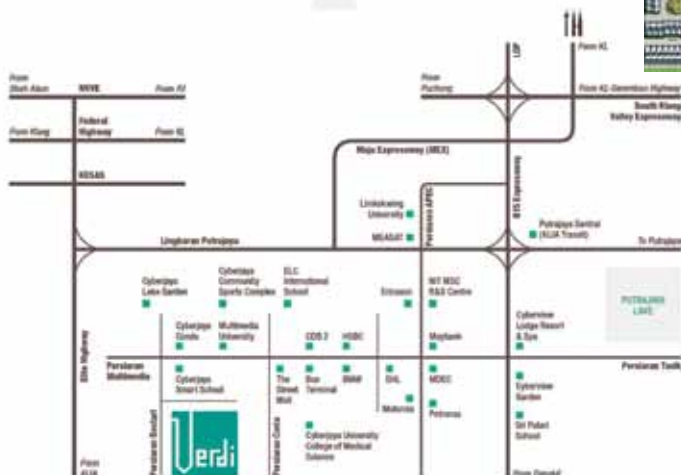 From KL
LDP
From
Shah Alam
NKVE
From PJ
From
Puchong
From KL-Seremban Highway
South Klang
Valley Expressway
Federal
Highway
From Klang
From KL
Maju Expressway (MEX)
KESAS
B15 Expressway
Persiaran APEC
Limkokwing
University
MEASAT
Putrajaya Sentral
(KLIA Transit)
Lingkaran Putrajaya
To Putrajaya
Cyberjaya
Lake Garden
Cyberjaya
Community
Sports Complex
ELC
International
School
Ericsson
NTT MSC
R&D Centre
PUTRAJAYA
LAKE
Cyberjaya
Condo
Multimedia
University
CBD 2
HSBC
Maybank
Cyberview
Lodge Resort
& Spa
Elite Highway
Persiaran
Multimedia
Cyberjaya
Smart School
The
Street
Mall
Bus
Terminal
BMW
DHL
MDEC
Cyberview
Garden
Motorola
Petronas
Persiaran Bestari
Verdi
Persiaran Ceria
Cyberjaya University
College of Medical
Science
Sri Puteri
School
From
KLIA